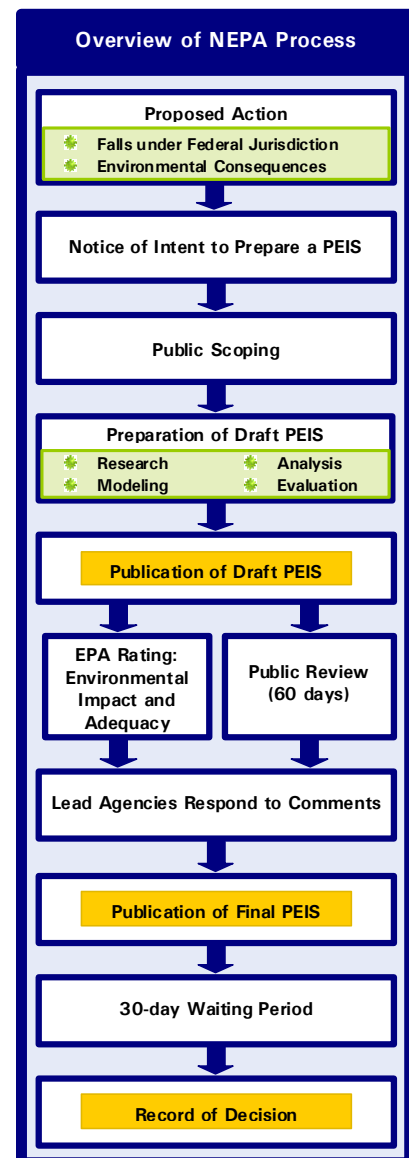 Overview of NEPA Process
Proposed Action
Falls under Federal Jurisdiction
Environmental Consequences
Notice of Intent to Prepare a PEIS
Public Scoping
Preparation of Draft PEIS
Research
Analysis
Modeling
Evaluation
Publication of Draft PEIS
EPA Rating:
Environmental
Impact and
Adequacy
Public Review
(60 days)
Lead Agencies Respond to Comments
Publication of Final PEIS
30-day Waiting Period
Record of Decision